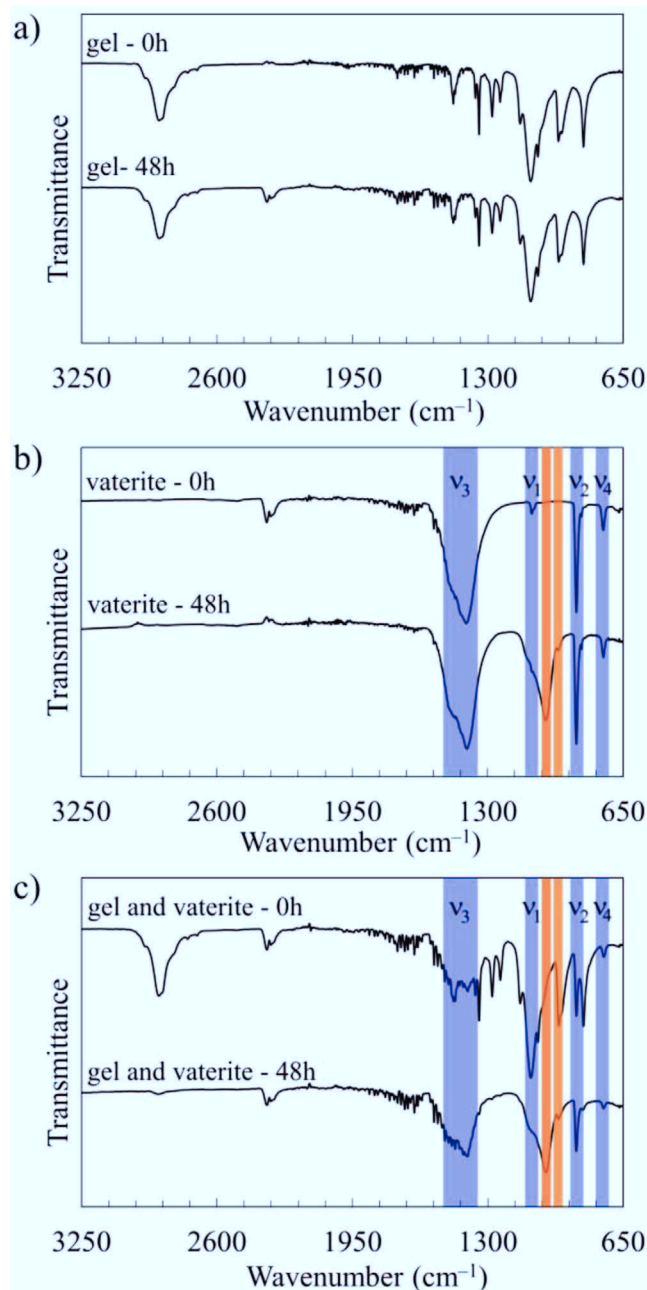 a)
gel - 0h
gel- 48h
Transmittance
3250 2600 1950 1300 650
Wavenumber (cm⁻¹)
b)
vaterite - 0h
ν₃ ν₁ ν₂ ν₄
vaterite - 48h
Transmittance
3250 2600 1950 1300 650
Wavenumber (cm⁻¹)
c)
gel and vaterite - 0h
ν₃ ν₁ ν₂ ν₄
gel and vaterite - 48h
Transmittance
3250 2600 1950 1300 650
Wavenumber (cm⁻¹)